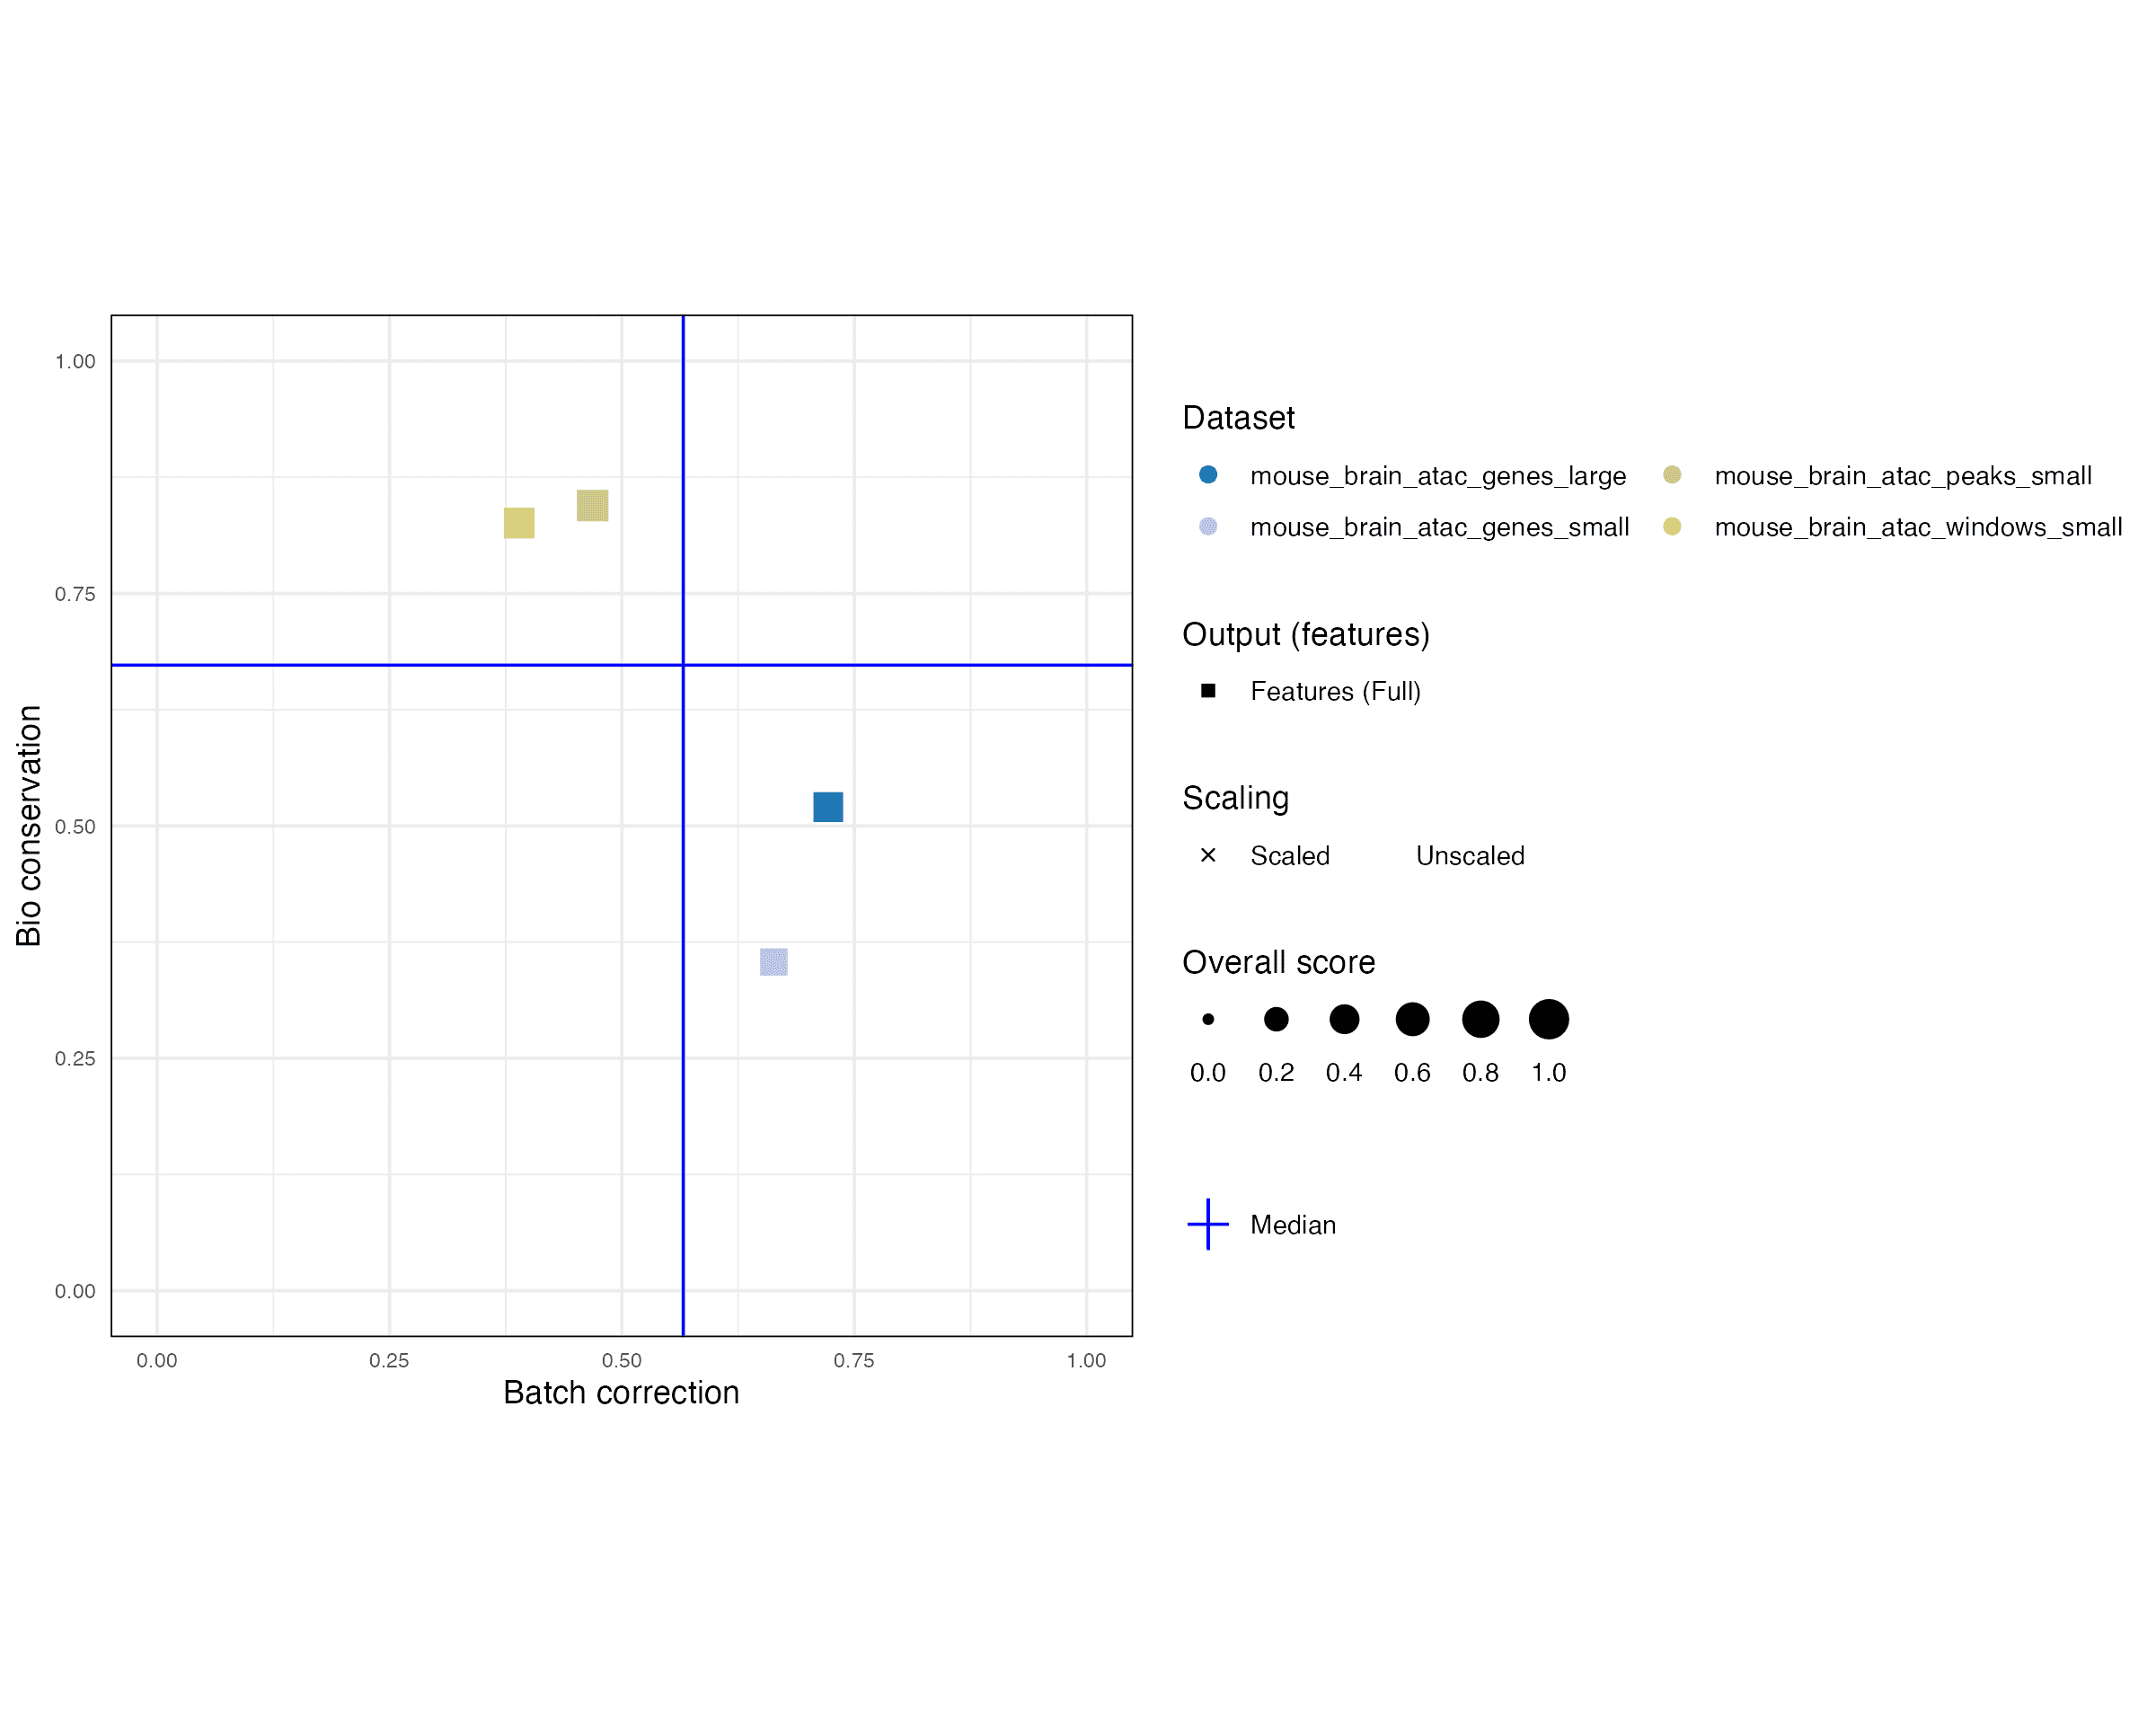 1.00
0.75
0.50
0.25
0.00
Bio conservation
0.00 0.25 0.50 0.75 1.00
Batch correction
Dataset
mouse_brain_atac_genes_large mouse_brain_atac_peaks_small
mouse_brain_atac_genes_small mouse_brain_atac_windows_small
Output (features)
Features (Full)
Scaling
Scaled Unscaled
Overall score
0.0 0.2 0.4 0.6 0.8 1.0
Median